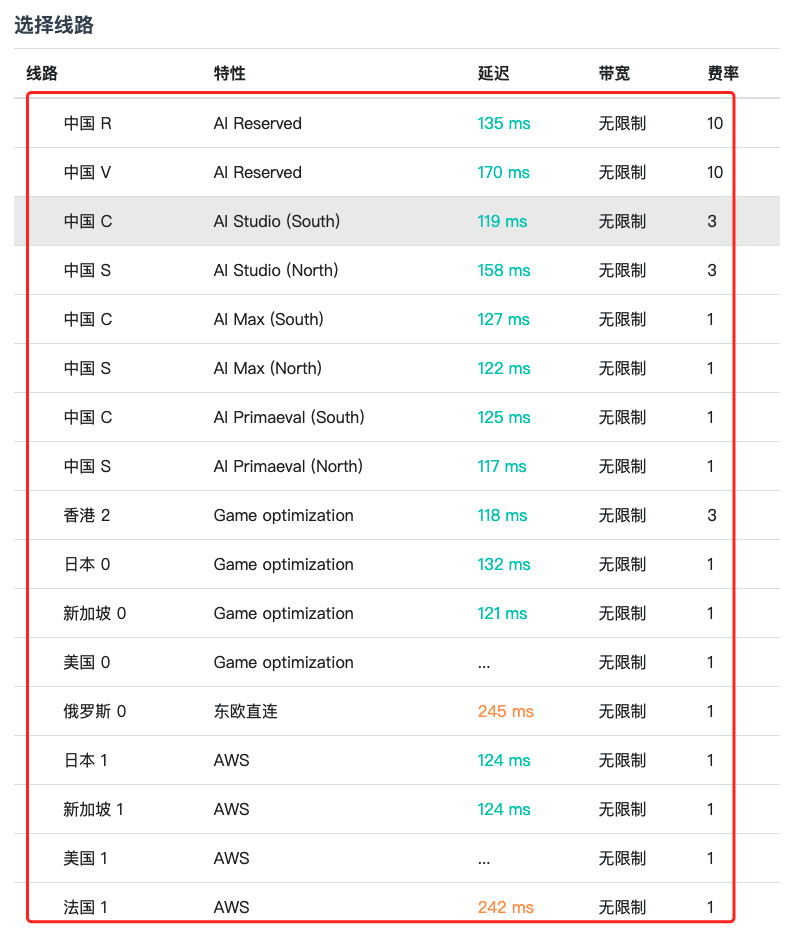 选择线路
线路 特性 延迟 带宽 费率
中国 R AI Reserved 135 ms 无限制 10
中国 V AI Reserved 170 ms 无限制 10
中国 C AI Studio (South) 119 ms 无限制 3
中国 S AI Studio (North) 158 ms 无限制 3
中国 C AI Max (South) 127 ms 无限制 1
中国 S AI Max (North) 122 ms 无限制 1
中国 C AI Primaeval (South) 125 ms 无限制 1
中国 S AI Primaeval (North) 117 ms 无限制 1
香港 2 Game optimization 118 ms 无限制 3
日本 0 Game optimization 132 ms 无限制 1
新加坡 0 Game optimization 121 ms 无限制 1
美国 0 Game optimization ... 无限制 1
俄罗斯 0 东欧直连 245 ms 无限制 1
日本 1 AWS 124 ms 无限制 1
新加坡 1 AWS 124 ms 无限制 1
美国 1 AWS ... 无限制 1
法国 1 AWS 242 ms 无限制 1